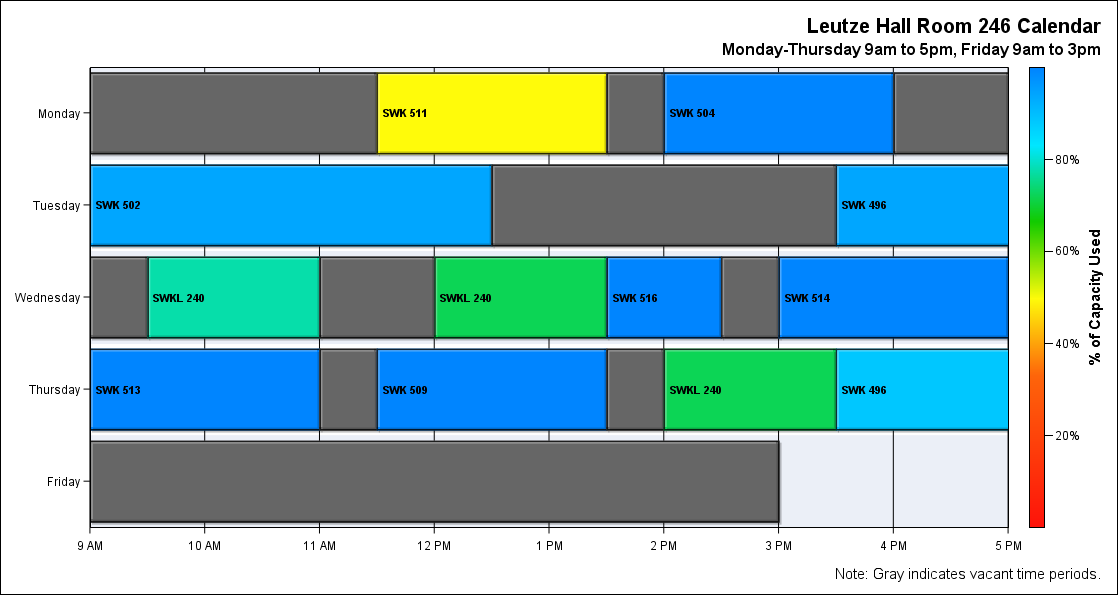 Leutze Hall Room 246 Calendar
Monday-Thursday 9am to 5pm, Friday 9am to 3pm
Monday
SWK 511
SWK 504
Tuesday
SWK 502
SWK 496
Wednesday
SWKL 240
SWKL 240
SWK 516
SWK 514
Thursday
SWK 513
SWK 509
SWKL 240
SWK 496
Friday
9 AM
10 AM
11 AM
12 PM
1 PM
2 PM
3 PM
4 PM
5 PM
80%
60%
40%
20%
% of Capacity Used
Note: Gray indicates vacant time periods.